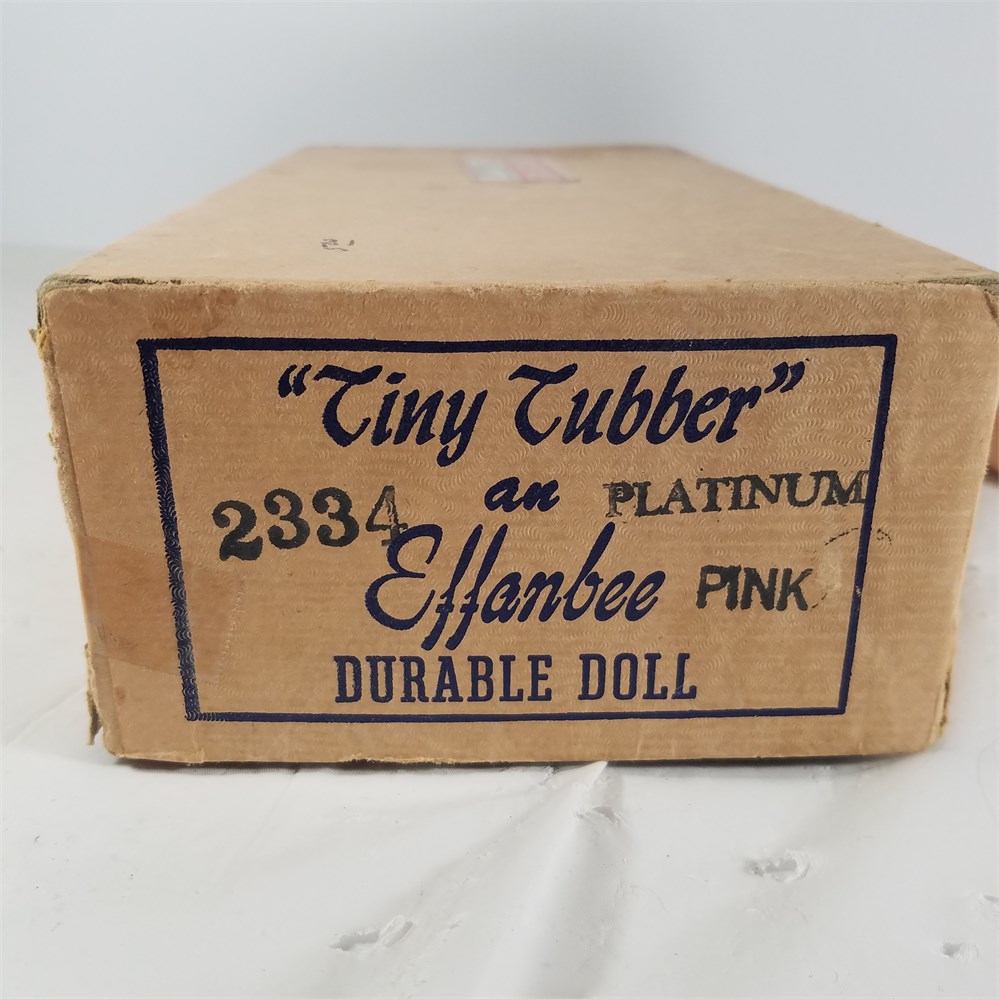 "Tiny Tubber"
2334 an PLATINUM
Effanbee PINK
DURABLE DOLL